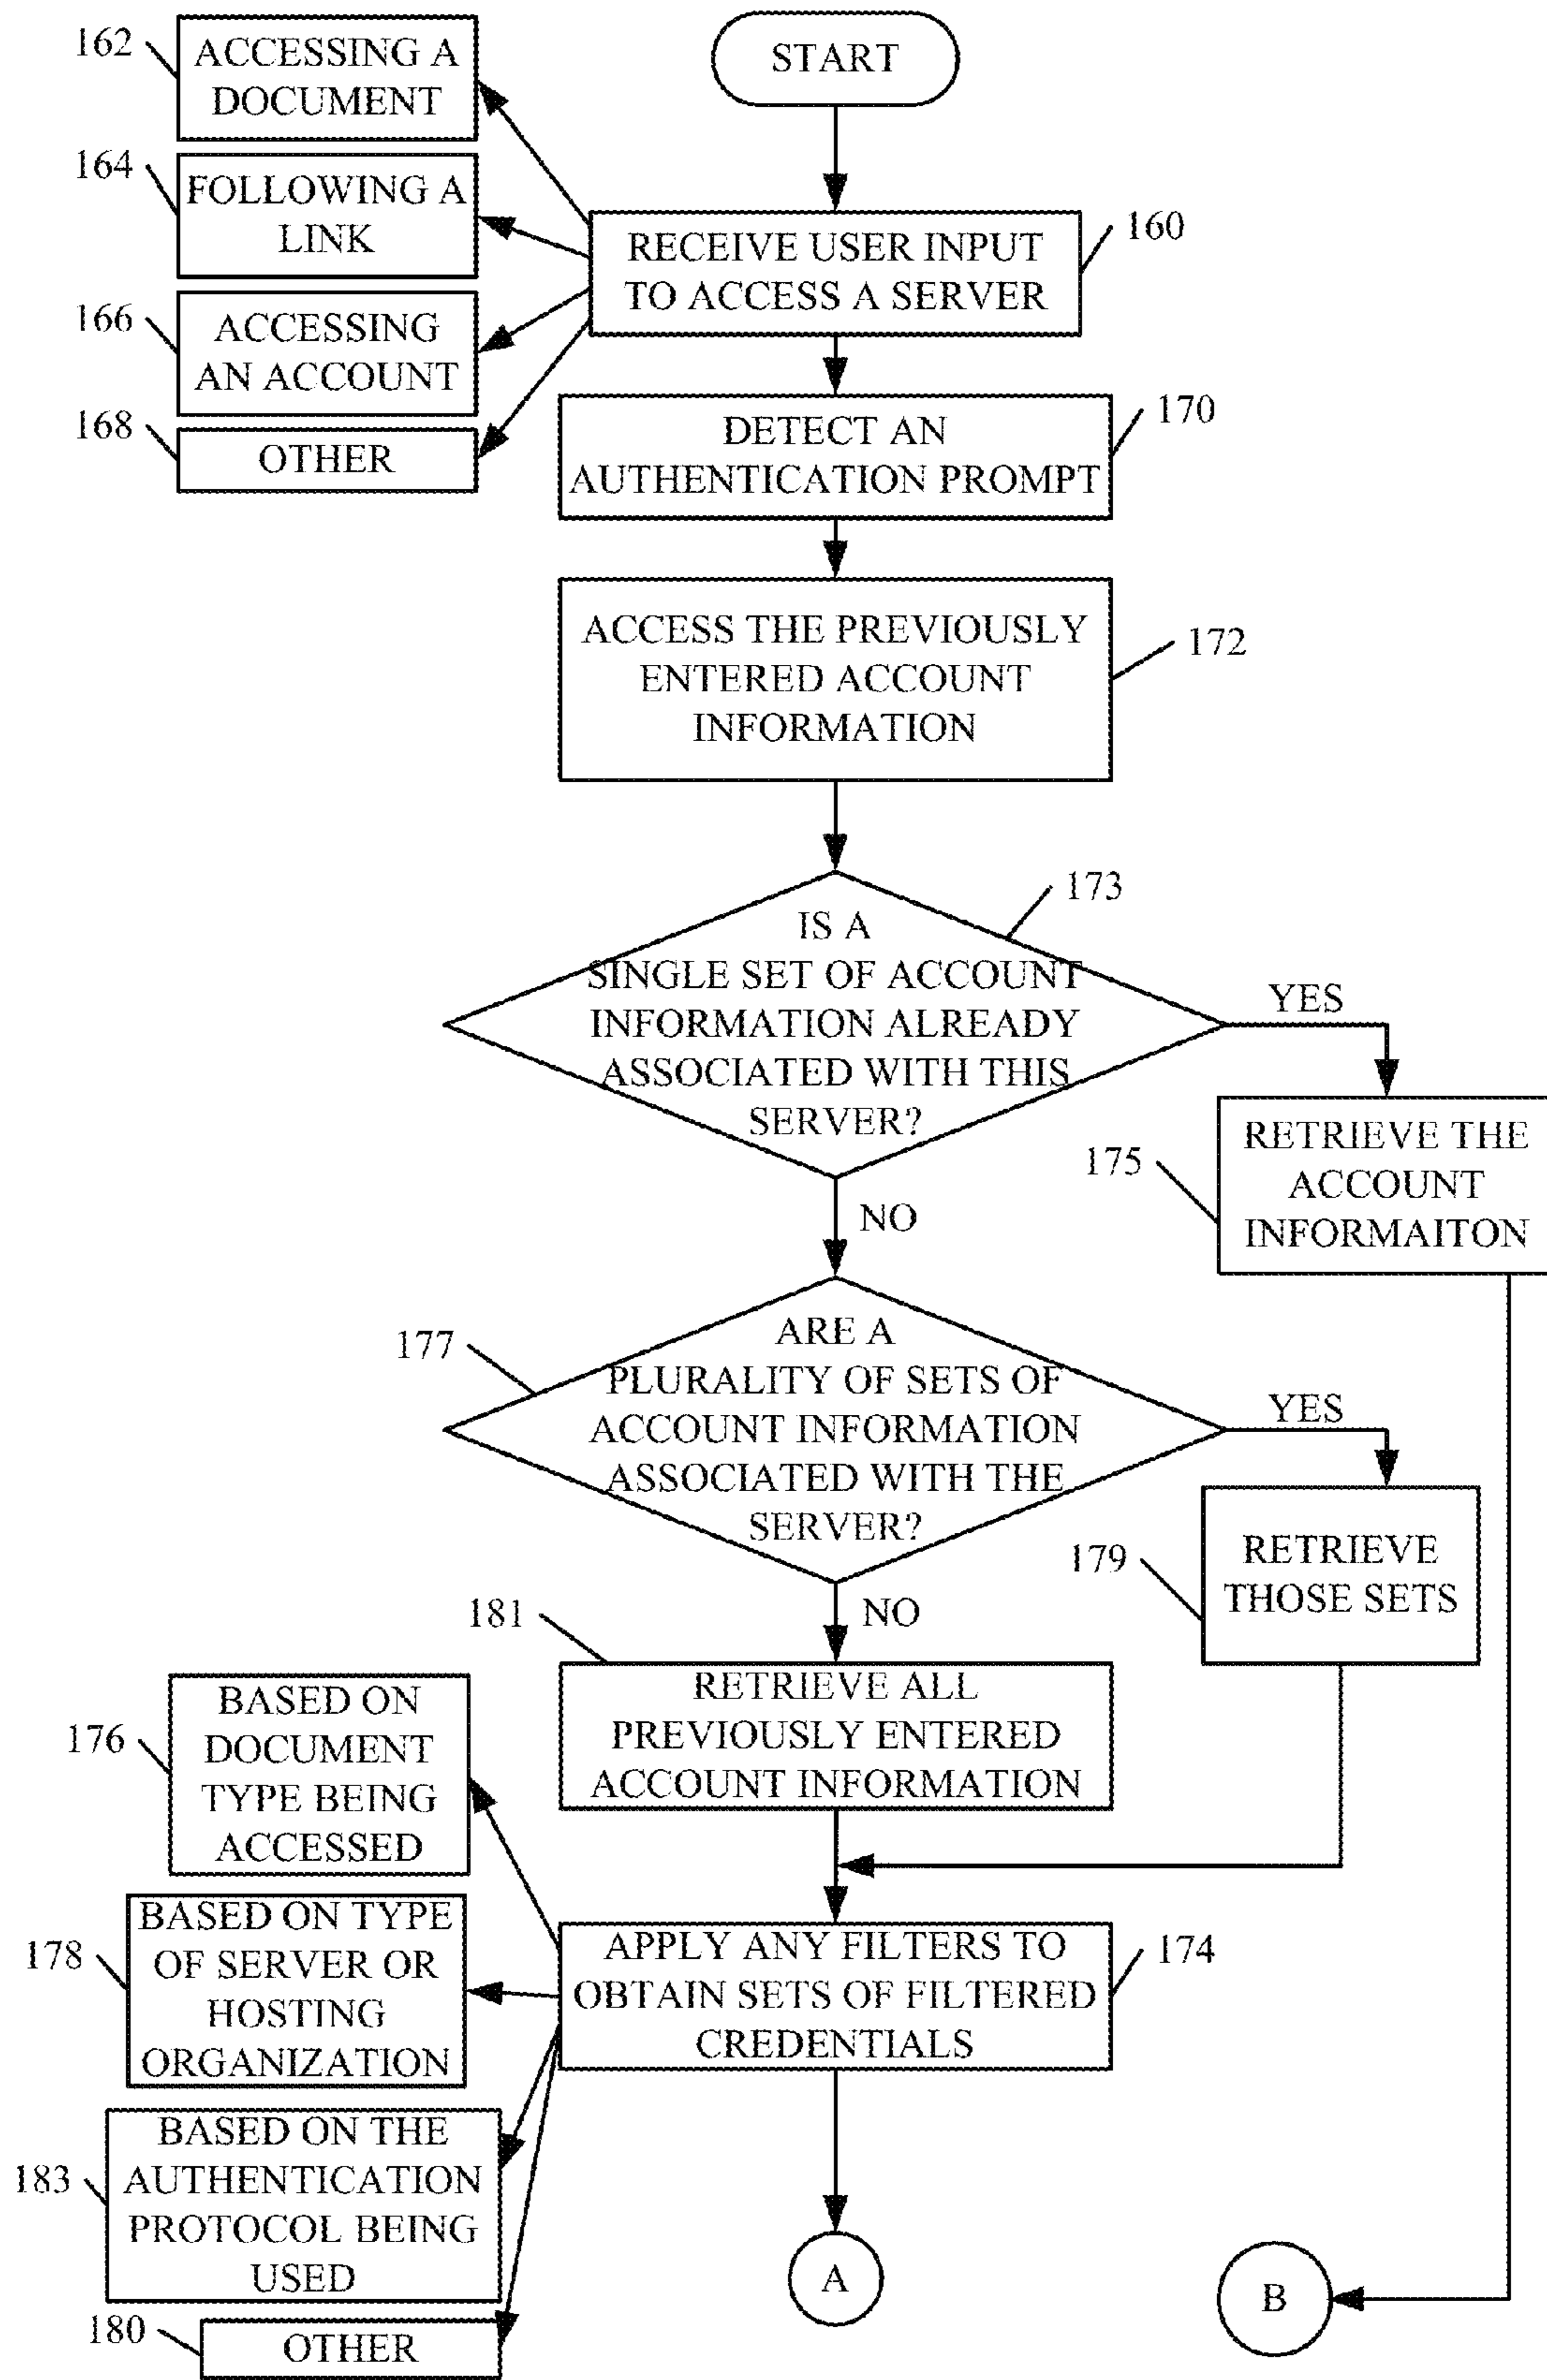 START
162
ACCESSING A
DOCUMENT
164
FOLLOWING A
LINK
166
ACCESSING
AN ACCOUNT
168
OTHER
RECEIVE USER INPUT
TO ACCESS A SERVER
160
DETECT AN
AUTHENTICATION PROMPT
170
ACCESS THE PREVIOUSLY
ENTERED ACCOUNT
INFORMATION
172
173
IS A
SINGLE SET OF ACCOUNT
INFORMATION ALREADY
ASSOCIATED WITH THIS
SERVER?
YES
175
RETRIEVE THE
ACCOUNT
INFORMAITON
NO
177
ARE A
PLURALITY OF SETS OF
ACCOUNT INFORMATION
ASSOCIATED WITH THE
SERVER?
YES
179
RETRIEVE
THOSE SETS
NO
181
RETRIEVE ALL
PREVIOUSLY ENTERED
ACCOUNT INFORMATION
176
BASED ON
DOCUMENT
TYPE BEING
ACCESSED
178
BASED ON TYPE
OF SERVER OR
HOSTING
ORGANIZATION
APPLY ANY FILTERS TO
OBTAIN SETS OF FILTERED
CREDENTIALS
174
183
BASED ON THE
AUTHENTICATION
PROTOCOL BEING
USED
180
OTHER
A
B